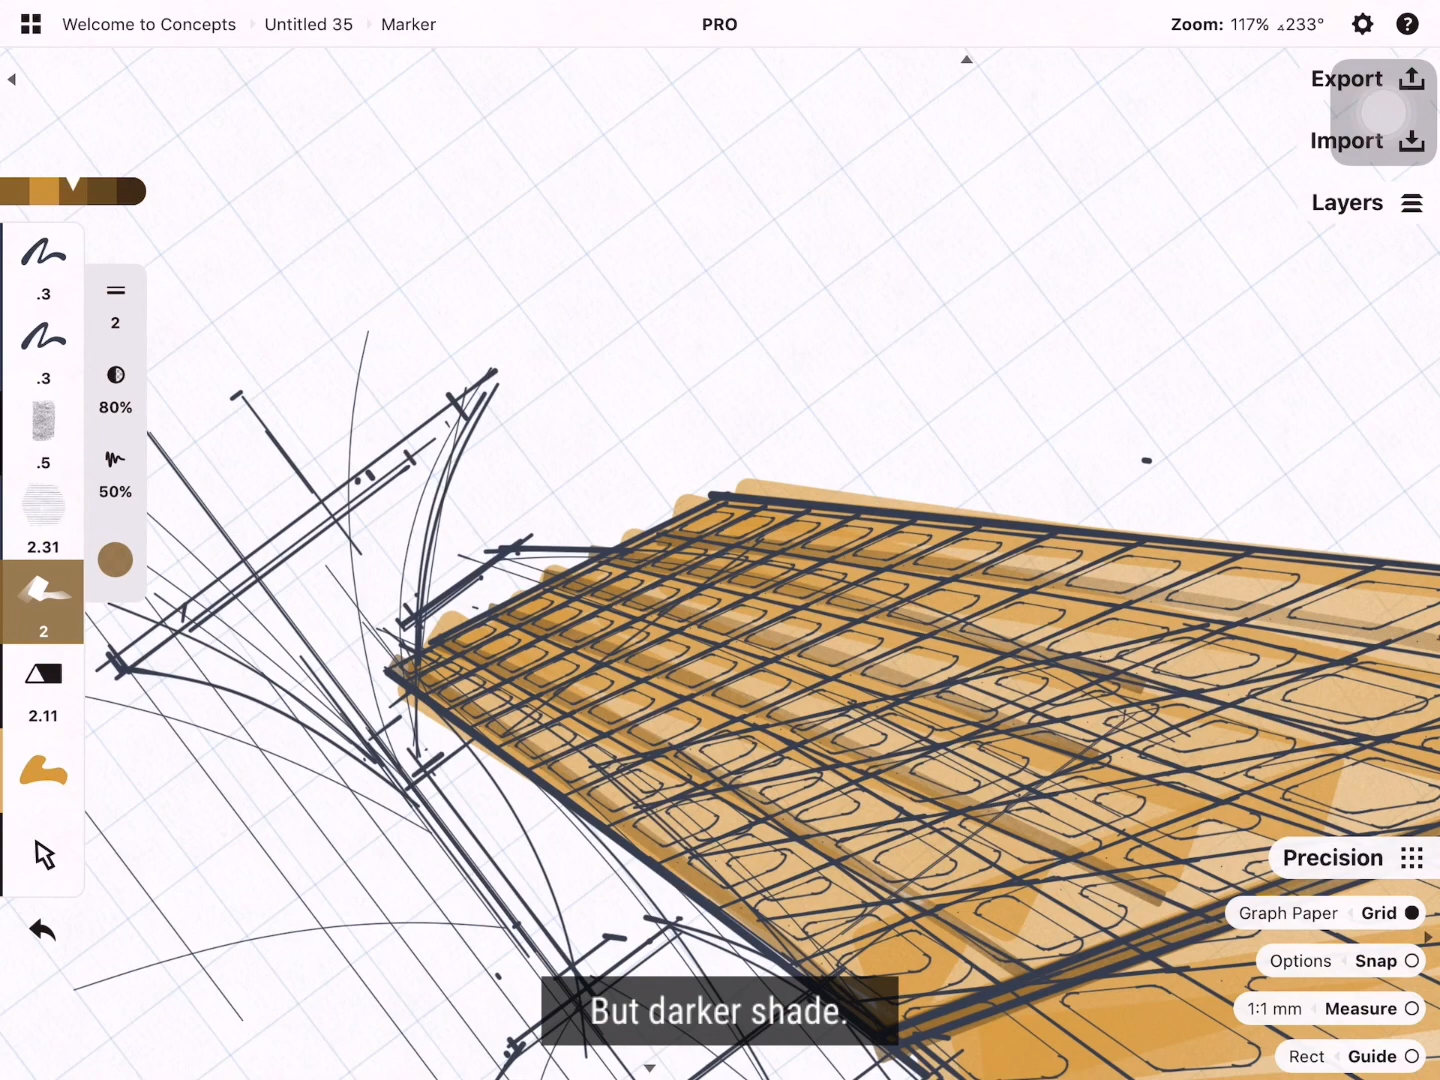 Welcome to Concepts Untitled 35 Marker PRO Zoom: 117% ⦟233°
Export
Import
Layers
.3
.3
.5
2.31
2
2.11
2
80%
50%
Precision
Graph Paper Grid
Options Snap
1:1 mm Measure
Rect Guide
But darker shade.